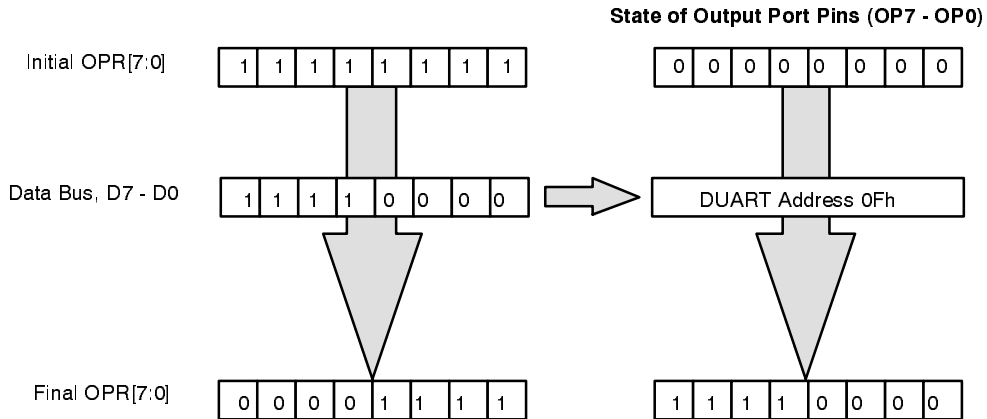 State of Output Port Pins (OP7 - OP0)
Initial OPR[7:0] 1 1 1 1 1 1 1 1 0 0 0 0 0 0 0 0
Data Bus, D7 - D0 1 1 1 1 0 0 0 0 DUART Address 0Fh
Final OPR[7:0] 0 0 0 0 1 1 1 1 1 1 1 1 0 0 0 0